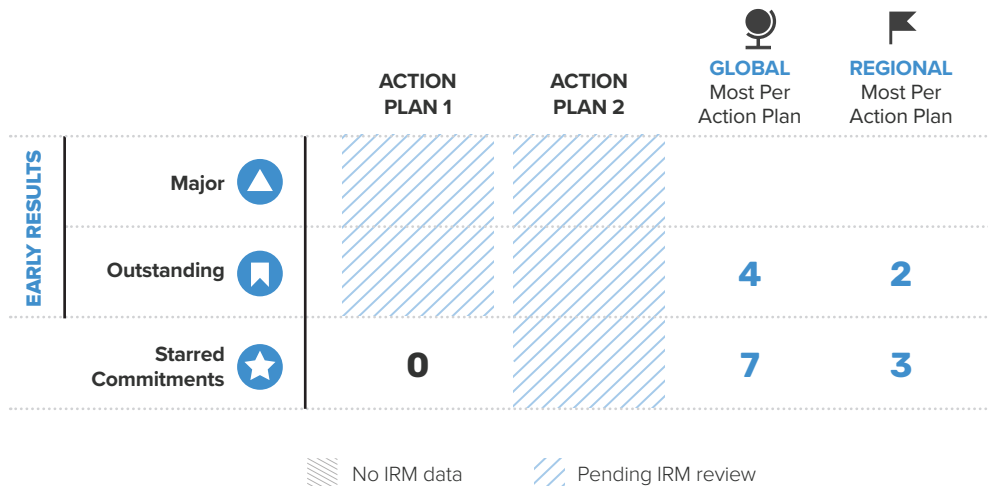 ACTION
PLAN 1
ACTION
PLAN 2
GLOBAL
Most Per
Action Plan
REGIONAL
Most Per
Action Plan
EARLY RESULTS
Major
Outstanding
4
2
Starred
Commitments
0
7
3
No IRM data
Pending IRM review